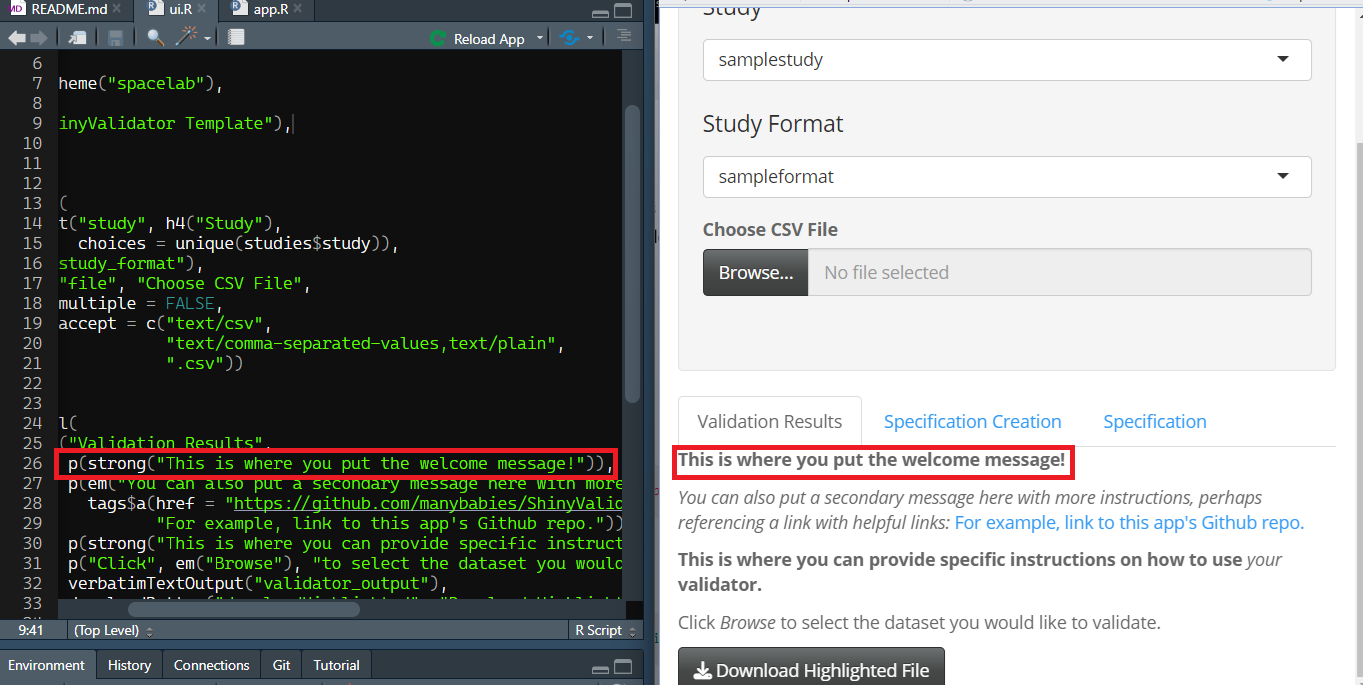 README.md
ui.R
app.R
Reload App
6
7 heme("spacelab"),
8
9 inyValidator Template"),
10
11
12
13 (
14 t("study", h4("Study"),
15 choices = unique(studies$study)),
16 study_format"),
17 "file", "Choose CSV File",
18 multiple = FALSE,
19 accept = c("text/csv",
20 "text/comma-separated-values,text/plain",
21 ".csv"))
22
23
24 l(
25 ("Validation Results",
26 p(strong("This is where you put the welcome message!")),
27 p(em("You can also put a secondary message here with more
28 tags$a(href = "https://github.com/manybabies/ShinyValid
29 "For example, link to this app's Github repo."))
30 p(strong("This is where you can provide specific instruct
31 p("Click", em("Browse"), "to select the dataset you would
32 verbatimTextOutput("validator_output"),
33
9:41
(Top Level)
R Script
Environment
History
Connections
Git
Tutorial
Study
samplestudy
Study Format
sampleformat
Choose CSV File
Browse...
No file selected
Validation Results
Specification Creation
Specification
This is where you put the welcome message!
You can also put a secondary message here with more instructions, perhaps
referencing a link with helpful links: For example, link to this app's Github repo.
This is where you can provide specific instructions on how to use your
validator.
Click Browse to select the dataset you would like to validate.
Download Highlighted File